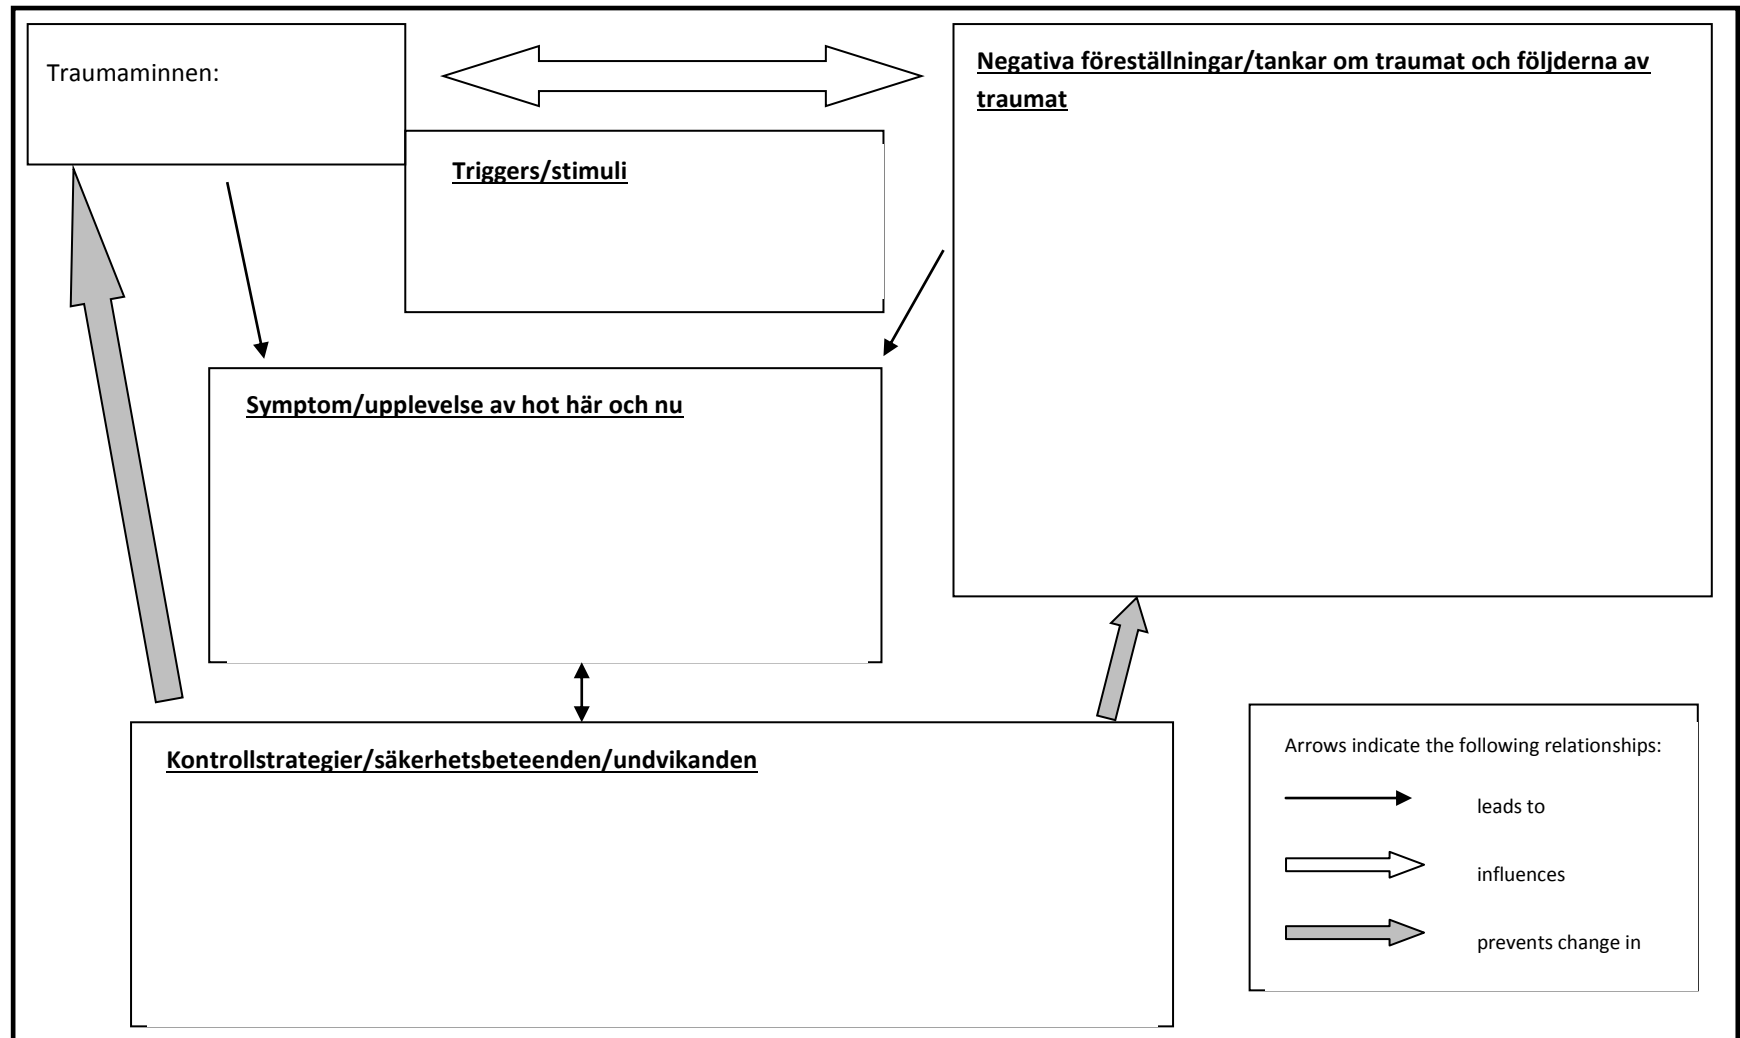 Traumaminnen:
Negativa föreställningar/tankar om traumat och följderna av
traumat
Triggers/stimuli
Symptom/upplevelse av hot här och nu
Kontrollstrategier/säkerhetsbeteenden/undvikanden
Arrows indicate the following relationships:
leads to
influences
prevents change in